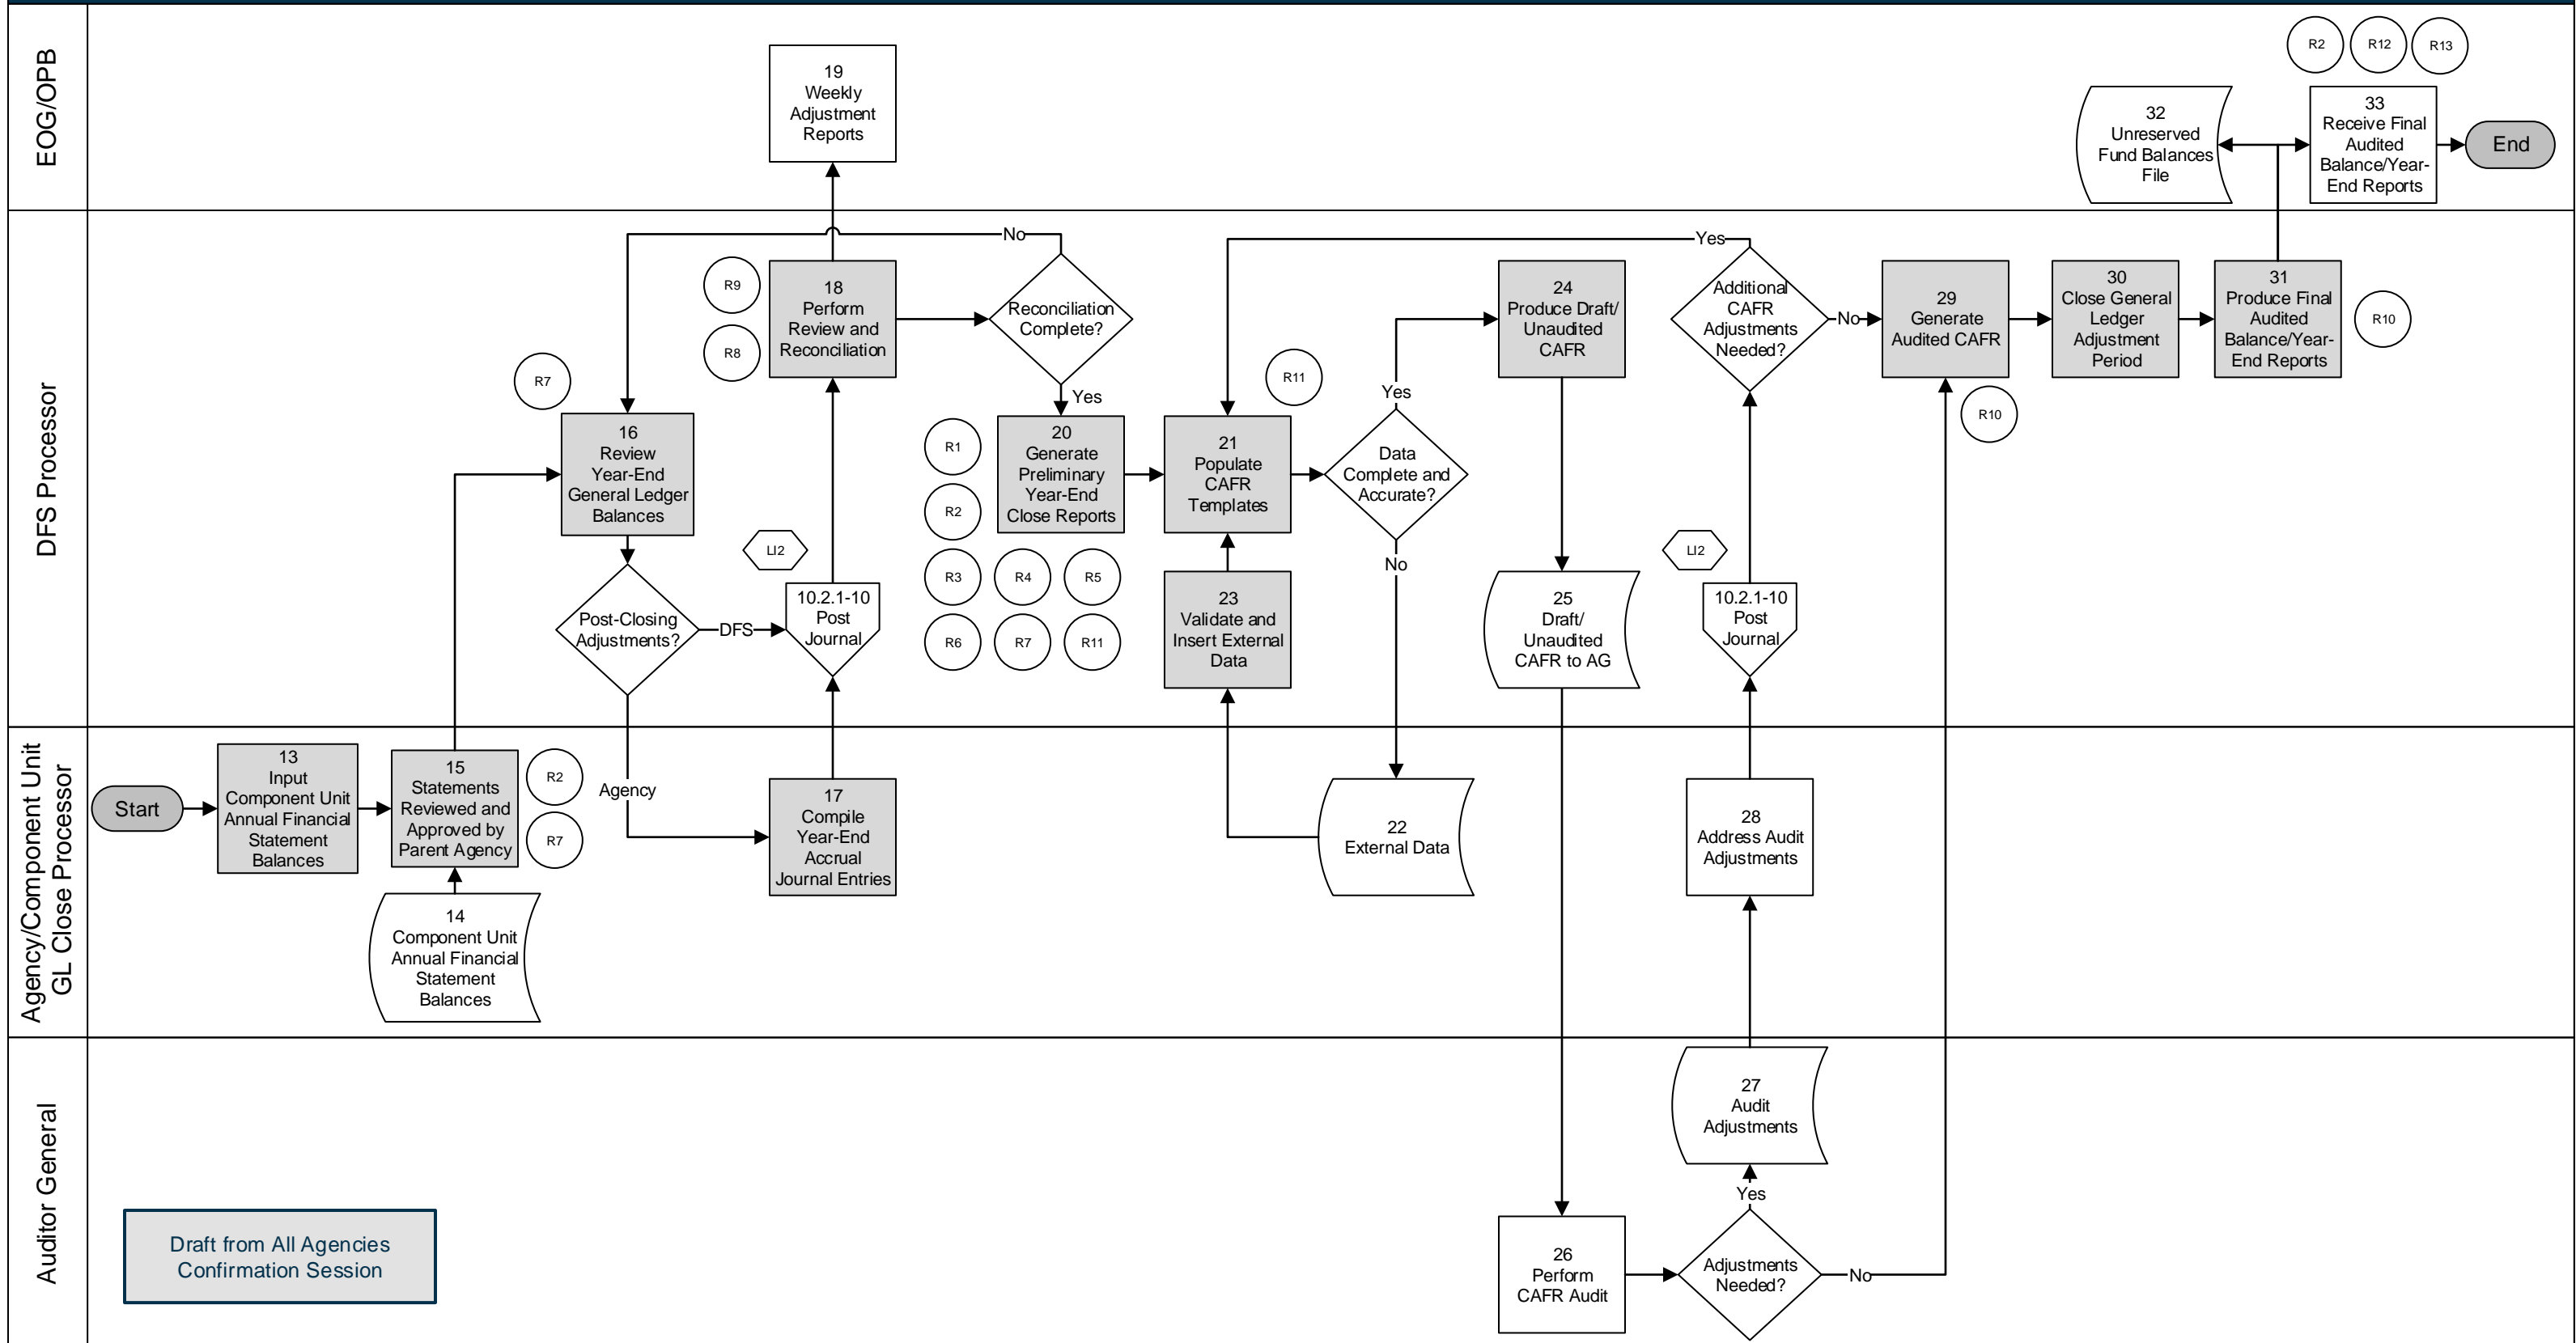 EOG/OPB
19
Weekly
Adjustment
Reports
R2
R12
R13
32
Unreserved
Fund Balances
File
33
Receive Final
Audited
Balance/Year-
End Reports
End
DFS Processor
No
R9
R8
18
Perform
Review and
Reconciliation
Reconciliation
Complete?
Yes
R7
16
Review
Year-End
General Ledger
Balances
Post-Closing
Adjustments?
DFS
LI2
10.2.1-10
Post
Journal
R1
R2
R3
R4
R5
R6
R7
R11
20
Generate
Preliminary
Year-End
Close Reports
R11
21
Populate
CAFR
Templates
23
Validate and
Insert External
Data
Data
Complete and
Accurate?
Yes
No
24
Produce Draft/
Unaudited
CAFR
25
Draft/
Unaudited
CAFR to AG
Yes
Additional
CAFR
Adjustments
Needed?
No
LI2
10.2.1-10
Post
Journal
29
Generate
Audited CAFR
R10
30
Close General
Ledger
Adjustment
Period
31
Produce Final
Audited
Balance/Year-
End Reports
R10
Agency/Component Unit
GL Close Processor
Start
13
Input
Component Unit
Annual Financial
Statement
Balances
15
Statements
Reviewed and
Approved by
Parent Agency
R2
R7
14
Component Unit
Annual Financial
Statement
Balances
Agency
17
Compile
Year-End
Accrual
Journal Entries
22
External Data
28
Address Audit
Adjustments
Auditor General
Draft from All Agencies
Confirmation Session
26
Perform
CAFR Audit
27
Audit
Adjustments
Yes
Adjustments
Needed?
No